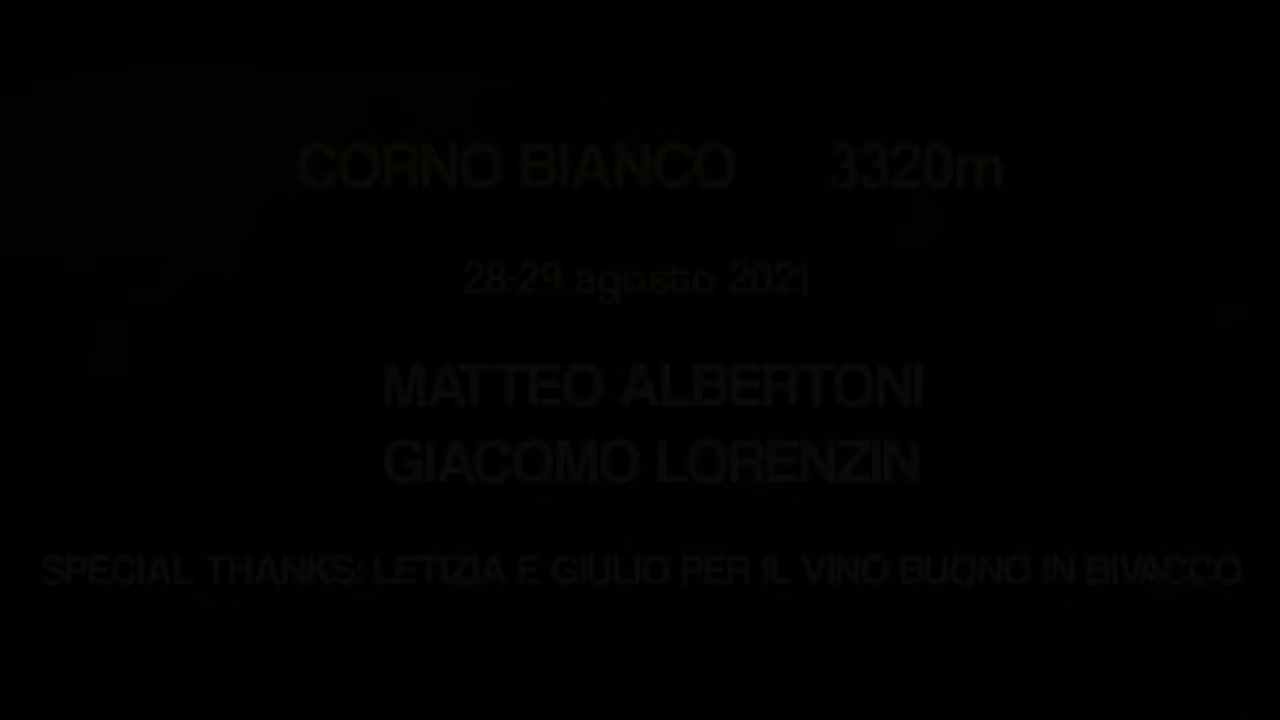 CORNO BIANCO 3320m
28-29 agosto 2021
MATTEO ALBERTONI
GIACOMO LORENZIN
SPECIAL THANKS: LETIZIA E GIULIO PER IL VINO BUONO IN BIVACCO